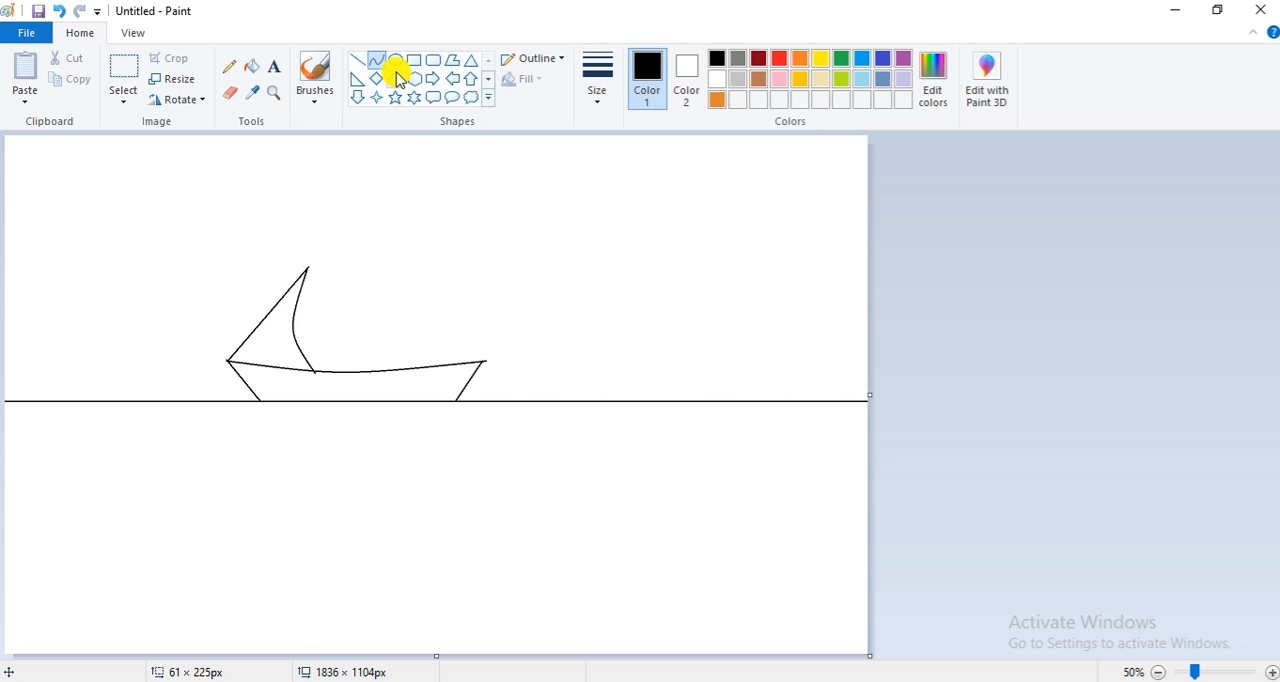 Untitled - Paint
File Home View
Paste Cut Copy Clipboard
Select Crop Resize Rotate Image
Tools
Brushes
Shapes Outline Fill
Size
Color 1 Color 2 Edit colors Colors
Edit with Paint 3D
Activate Windows
Go to Settings to activate Windows.
61 × 225px 1836 × 1104px 50%